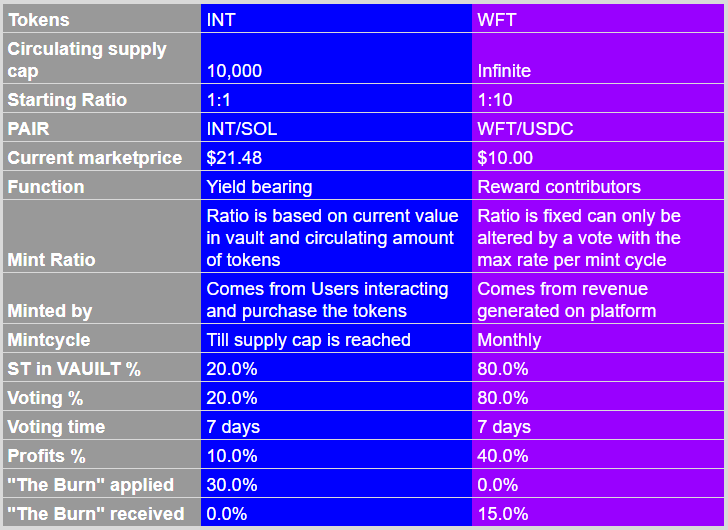 Tokens INT WFT
Circulating supply
cap 10,000 Infinite
Starting Ratio 1:1 1:10
PAIR INT/SOL WFT/USDC
Current marketprice $21.48 $10.00
Function Yield bearing Reward contributors
Ratio is based on current value Ratio is fixed can only be
in vault and circulating amount altered by a vote with the
Mint Ratio of tokens max rate per mint cycle
Comes from Users interacting Comes from revenue
Minted by and purchase the tokens generated on platform
Mintcycle Till supply cap is reached Monthly
ST in VAUILT % 20.0% 80.0%
Voting % 20.0% 80.0%
Voting time 7 days 7 days
Profits % 10.0% 40.0%
"The Burn" applied 30.0% 0.0%
"The Burn" received 0.0% 15.0%